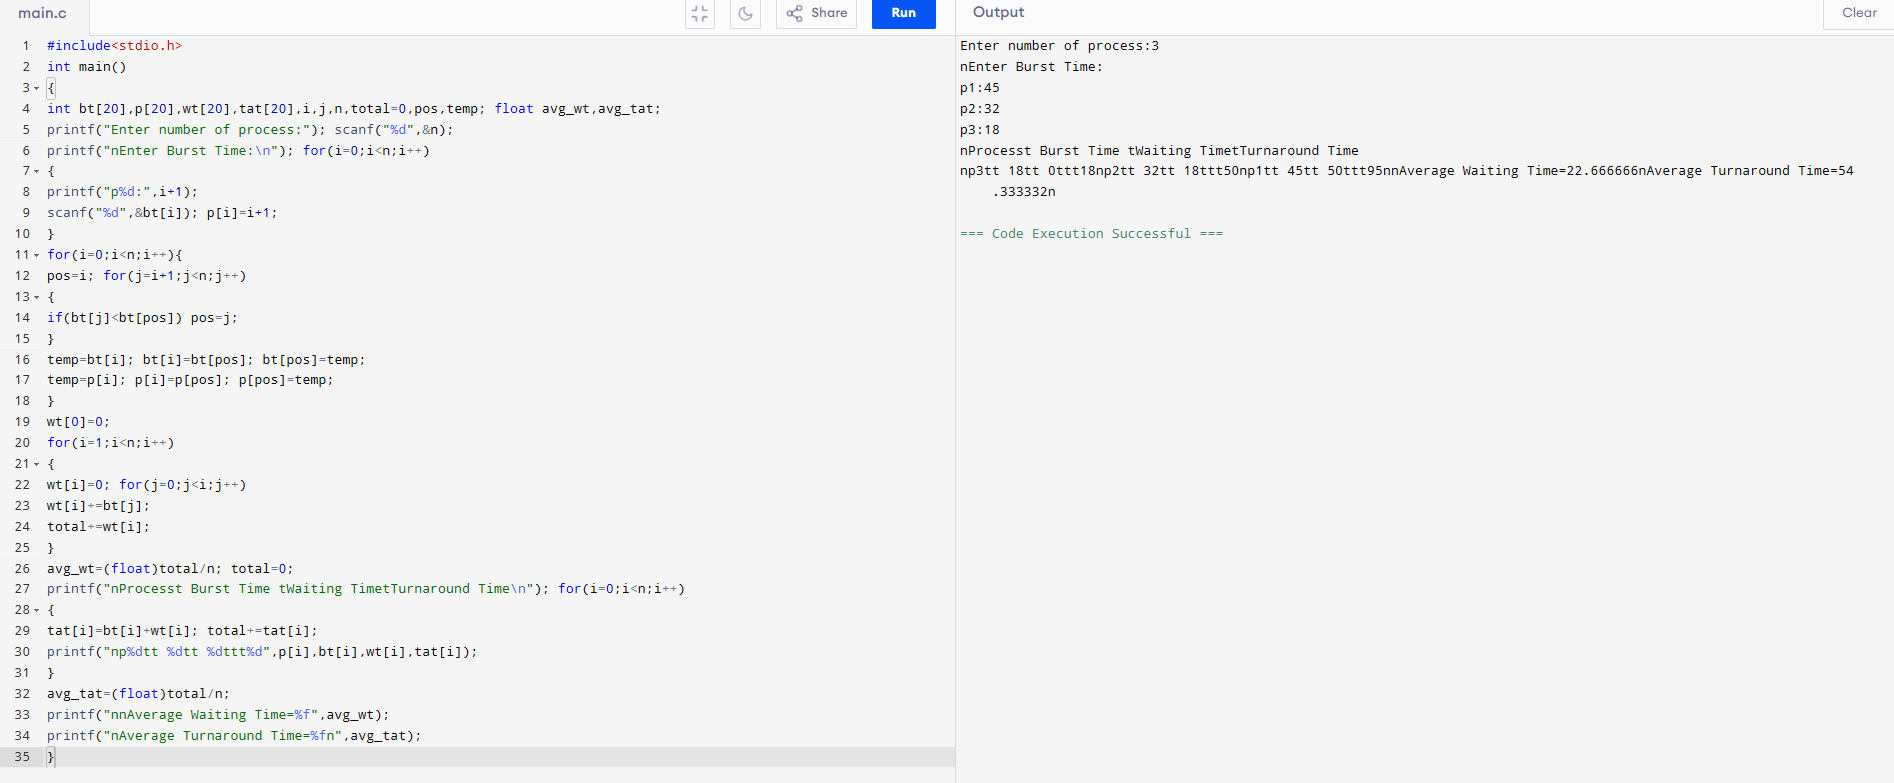 main.c
Share
Run
Output
Clear
1 #include<stdio.h>
2 int main()
3 {
4 int bt[20],p[20],wt[20],tat[20],i,j,n,total=0,pos,temp; float avg_wt,avg_tat;
5 printf("Enter number of process:"); scanf("%d",&n);
6 printf("nEnter Burst Time:\n"); for(i=0;i<n;i++)
7 {
8 printf("p%d:",i+1);
9 scanf("%d",&bt[i]); p[i]=i+1;
10 }
11 for(i=0;i<n;i++){
12 pos=i; for(j=i+1;j<n;j++)
13 {
14 if(bt[j]<bt[pos]) pos=j;
15 }
16 temp=bt[i]; bt[i]=bt[pos]; bt[pos]=temp;
17 temp=p[i]; p[i]=p[pos]; p[pos]=temp;
18 }
19 wt[0]=0;
20 for(i=1;i<n;i++)
21 {
22 wt[i]=0; for(j=0;j<i;j++)
23 wt[i]+=bt[j];
24 total+=wt[i];
25 }
26 avg_wt=(float)total/n; total=0;
27 printf("nProcesst Burst Time tWaiting TimetTurnaround Time\n"); for(i=0;i<n;i++)
28 {
29 tat[i]=bt[i]+wt[i]; total+=tat[i];
30 printf("np%dtt %dtt %dttt%d",p[i],bt[i],wt[i],tat[i]);
31 }
32 avg_tat=(float)total/n;
33 printf("nnAverage Waiting Time=%f",avg_wt);
34 printf("nAverage Turnaround Time=%fn",avg_tat);
35 }
Enter number of process:3
nEnter Burst Time:
p1:45
p2:32
p3:18
nProcesst Burst Time tWaiting TimetTurnaround Time
np3tt 18tt 0ttt18np2tt 32tt 18ttt50np1tt 45tt 50ttt95nnAverage Waiting Time=22.666666nAverage Turnaround Time=54
.333332n
=== Code Execution Successful ===